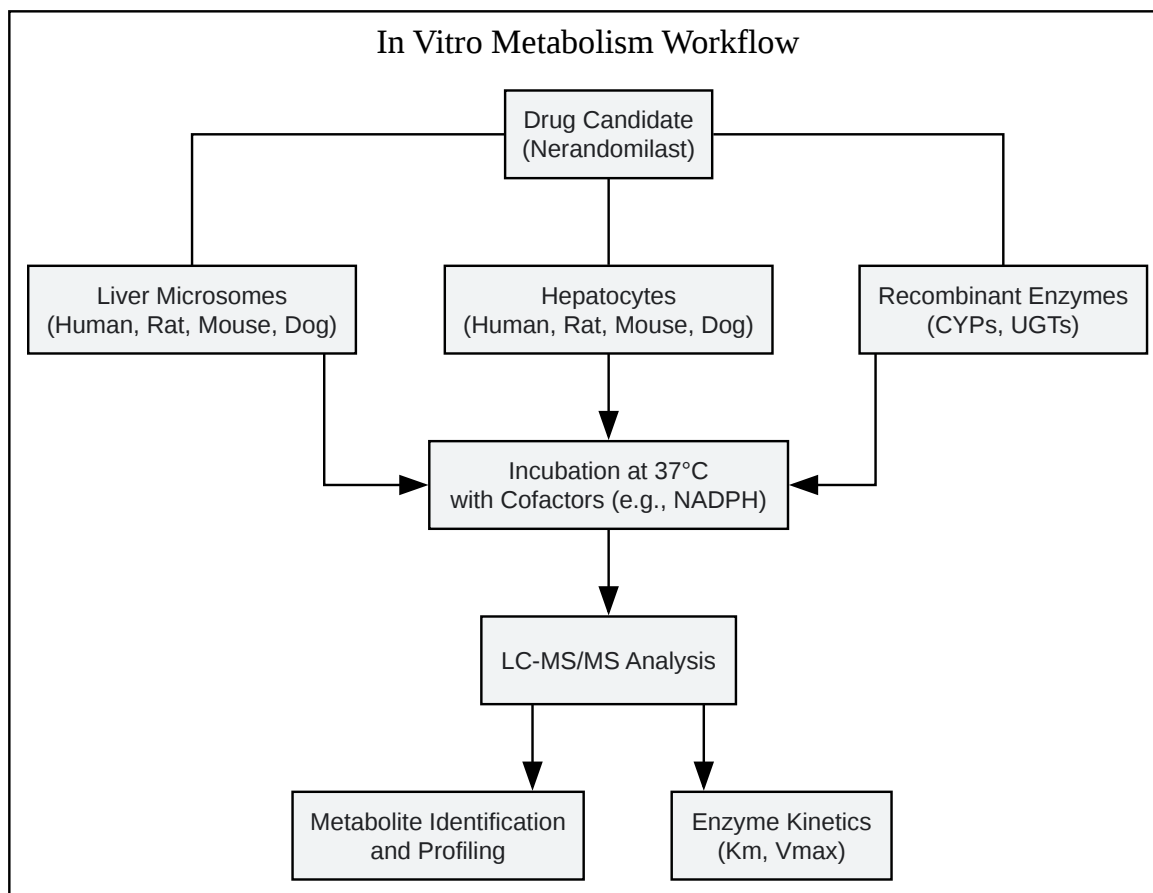 In Vitro Metabolism Workflow
Drug Candidate
(Nerandomilast)
Liver Microsomes
(Human, Rat, Mouse, Dog)
Hepatocytes
(Human, Rat, Mouse, Dog)
Recombinant Enzymes
(CYPs, UGTs)
Incubation at 37°C
with Cofactors (e.g., NADPH)
LC-MS/MS Analysis
Metabolite Identification
and Profiling
Enzyme Kinetics
(Km, Vmax)